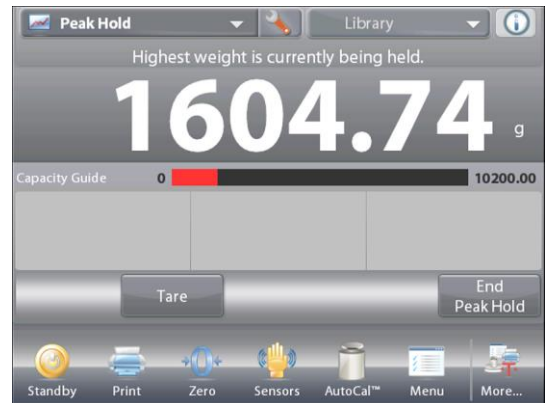 Peak Hold
Library
Highest weight is currently being held.
1604.74 g
Capacity Guide 0 10200.00
Tare
End
Peak Hold
Standby Print Zero Sensors AutoCal™ Menu More...